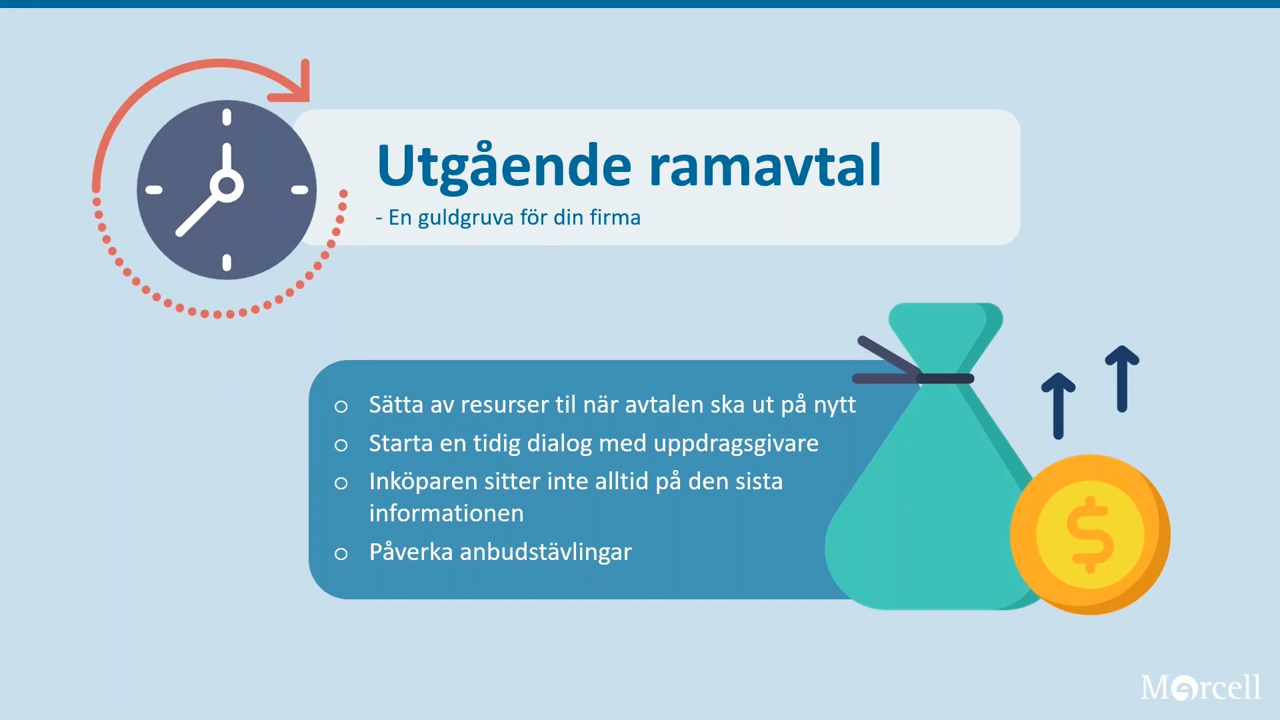 Utgående ramavtal
- En guldgruva för din firma
o Sätta av resurser til när avtalen ska ut på nytt
o Starta en tidig dialog med uppdragsgivare
o Inköparen sitter inte alltid på den sista
informationen
o Påverka anbudstävlingar
$
Mercell